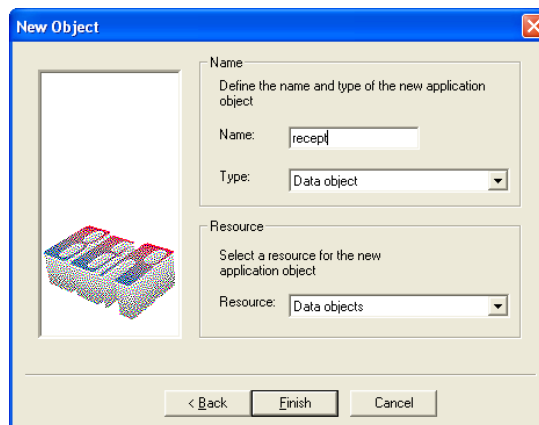 New Object
Name
Define the name and type of the new application
object
Name:
recept
Type:
Data object
Resource
Select a resource for the new
application object
Resource:
Data objects
< Back
Finish
Cancel